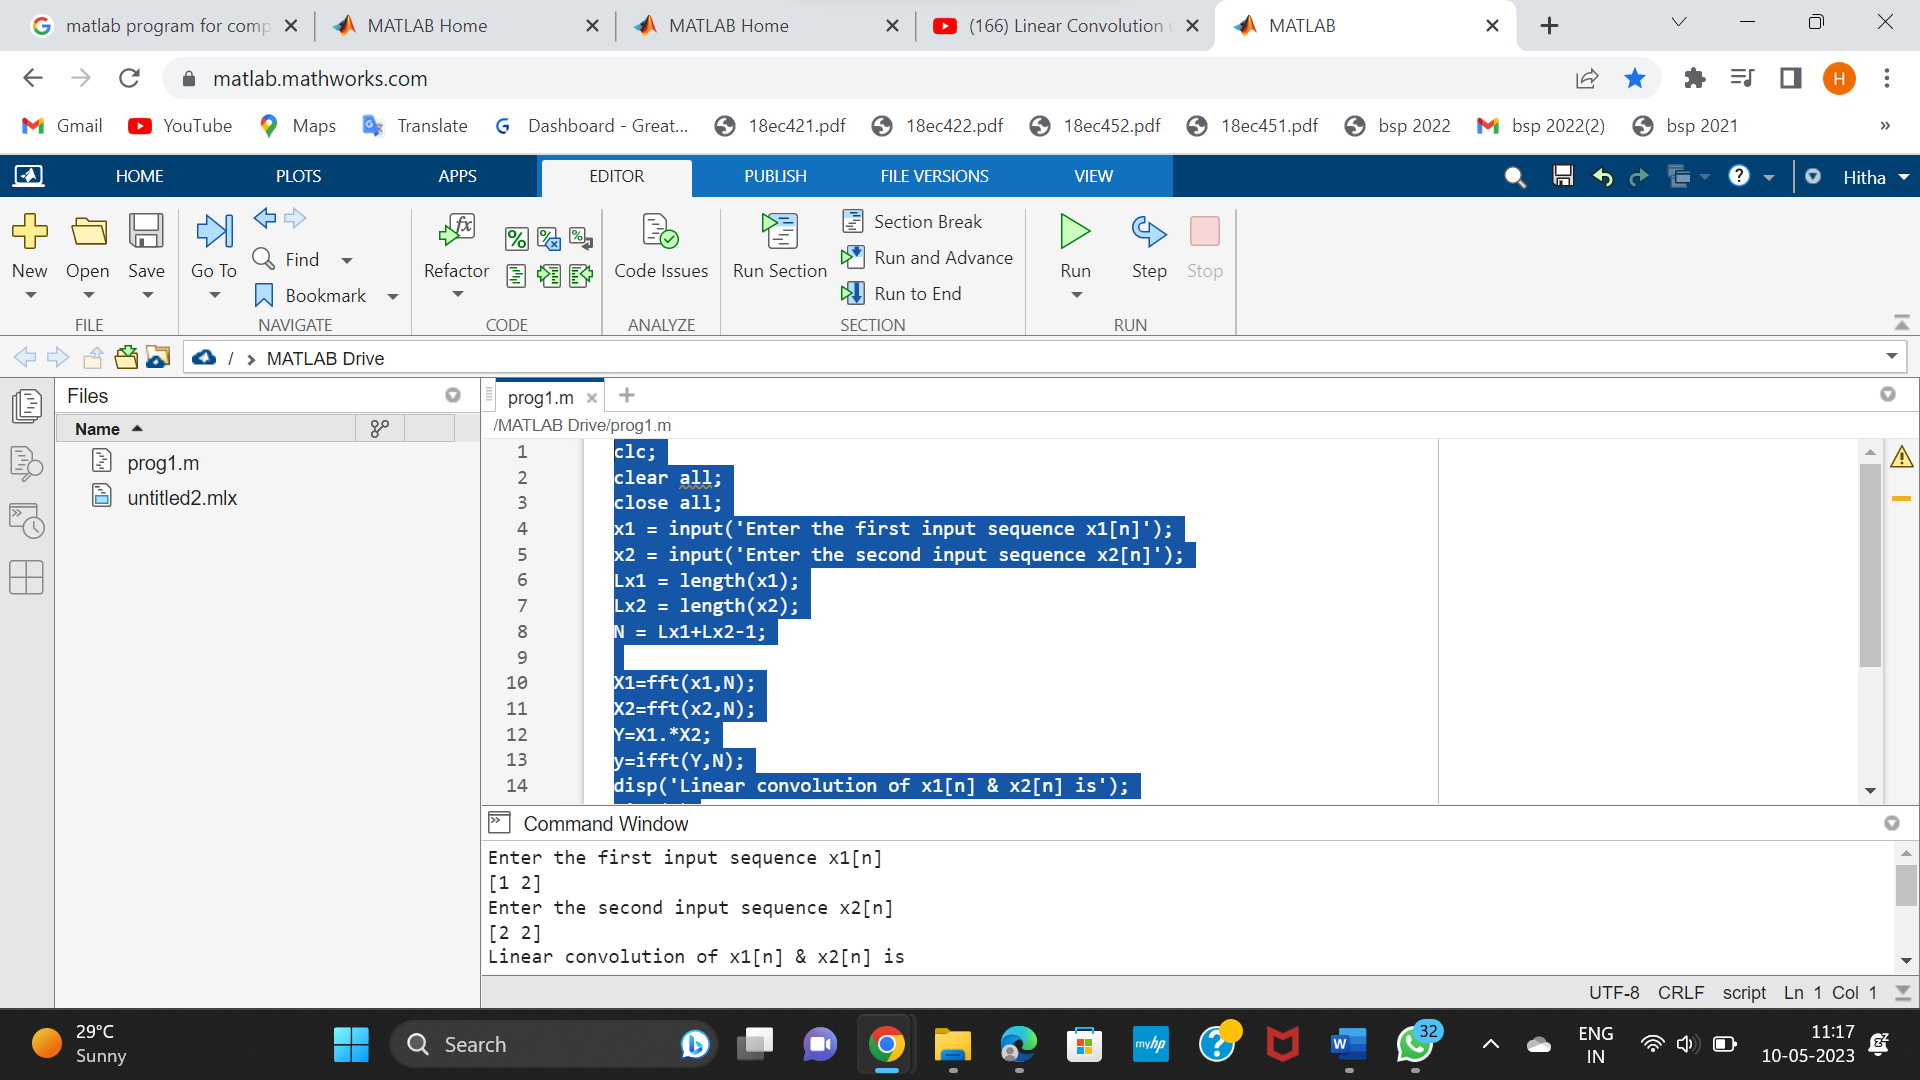 matlab program for comp
MATLAB Home
MATLAB Home
(166) Linear Convolution
MATLAB
matlab.mathworks.com
H
Gmail
YouTube
Maps
Translate
Dashboard - Great...
18ec421.pdf
18ec422.pdf
18ec452.pdf
18ec451.pdf
bsp 2022
bsp 2022(2)
bsp 2021
»
HOME
PLOTS
APPS
EDITOR
PUBLISH
FILE VERSIONS
VIEW
Hitha
New
Open
Save
FILE
Go To
Find
Bookmark
NAVIGATE
Refactor
CODE
Code Issues
ANALYZE
Run Section
Section Break
Run and Advance
Run to End
SECTION
Run
Step
Stop
RUN
/ > MATLAB Drive
Files
Name
prog1.m
untitled2.mlx
prog1.m
/MATLAB Drive/prog1.m
1 clc;
2 clear all;
3 close all;
4 x1 = input('Enter the first input sequence x1[n]');
5 x2 = input('Enter the second input sequence x2[n]');
6 Lx1 = length(x1);
7 Lx2 = length(x2);
8 N = Lx1+Lx2-1;
9
10 X1=fft(x1,N);
11 X2=fft(x2,N);
12 Y=X1.*X2;
13 y=ifft(Y,N);
14 disp('Linear convolution of x1[n] & x2[n] is');
Command Window
Enter the first input sequence x1[n]
[1 2]
Enter the second input sequence x2[n]
[2 2]
Linear convolution of x1[n] & x2[n] is
UTF-8 CRLF script Ln 1 Col 1
29°C
Sunny
Search
myhp
W
32
ENG
IN
11:17
10-05-2023